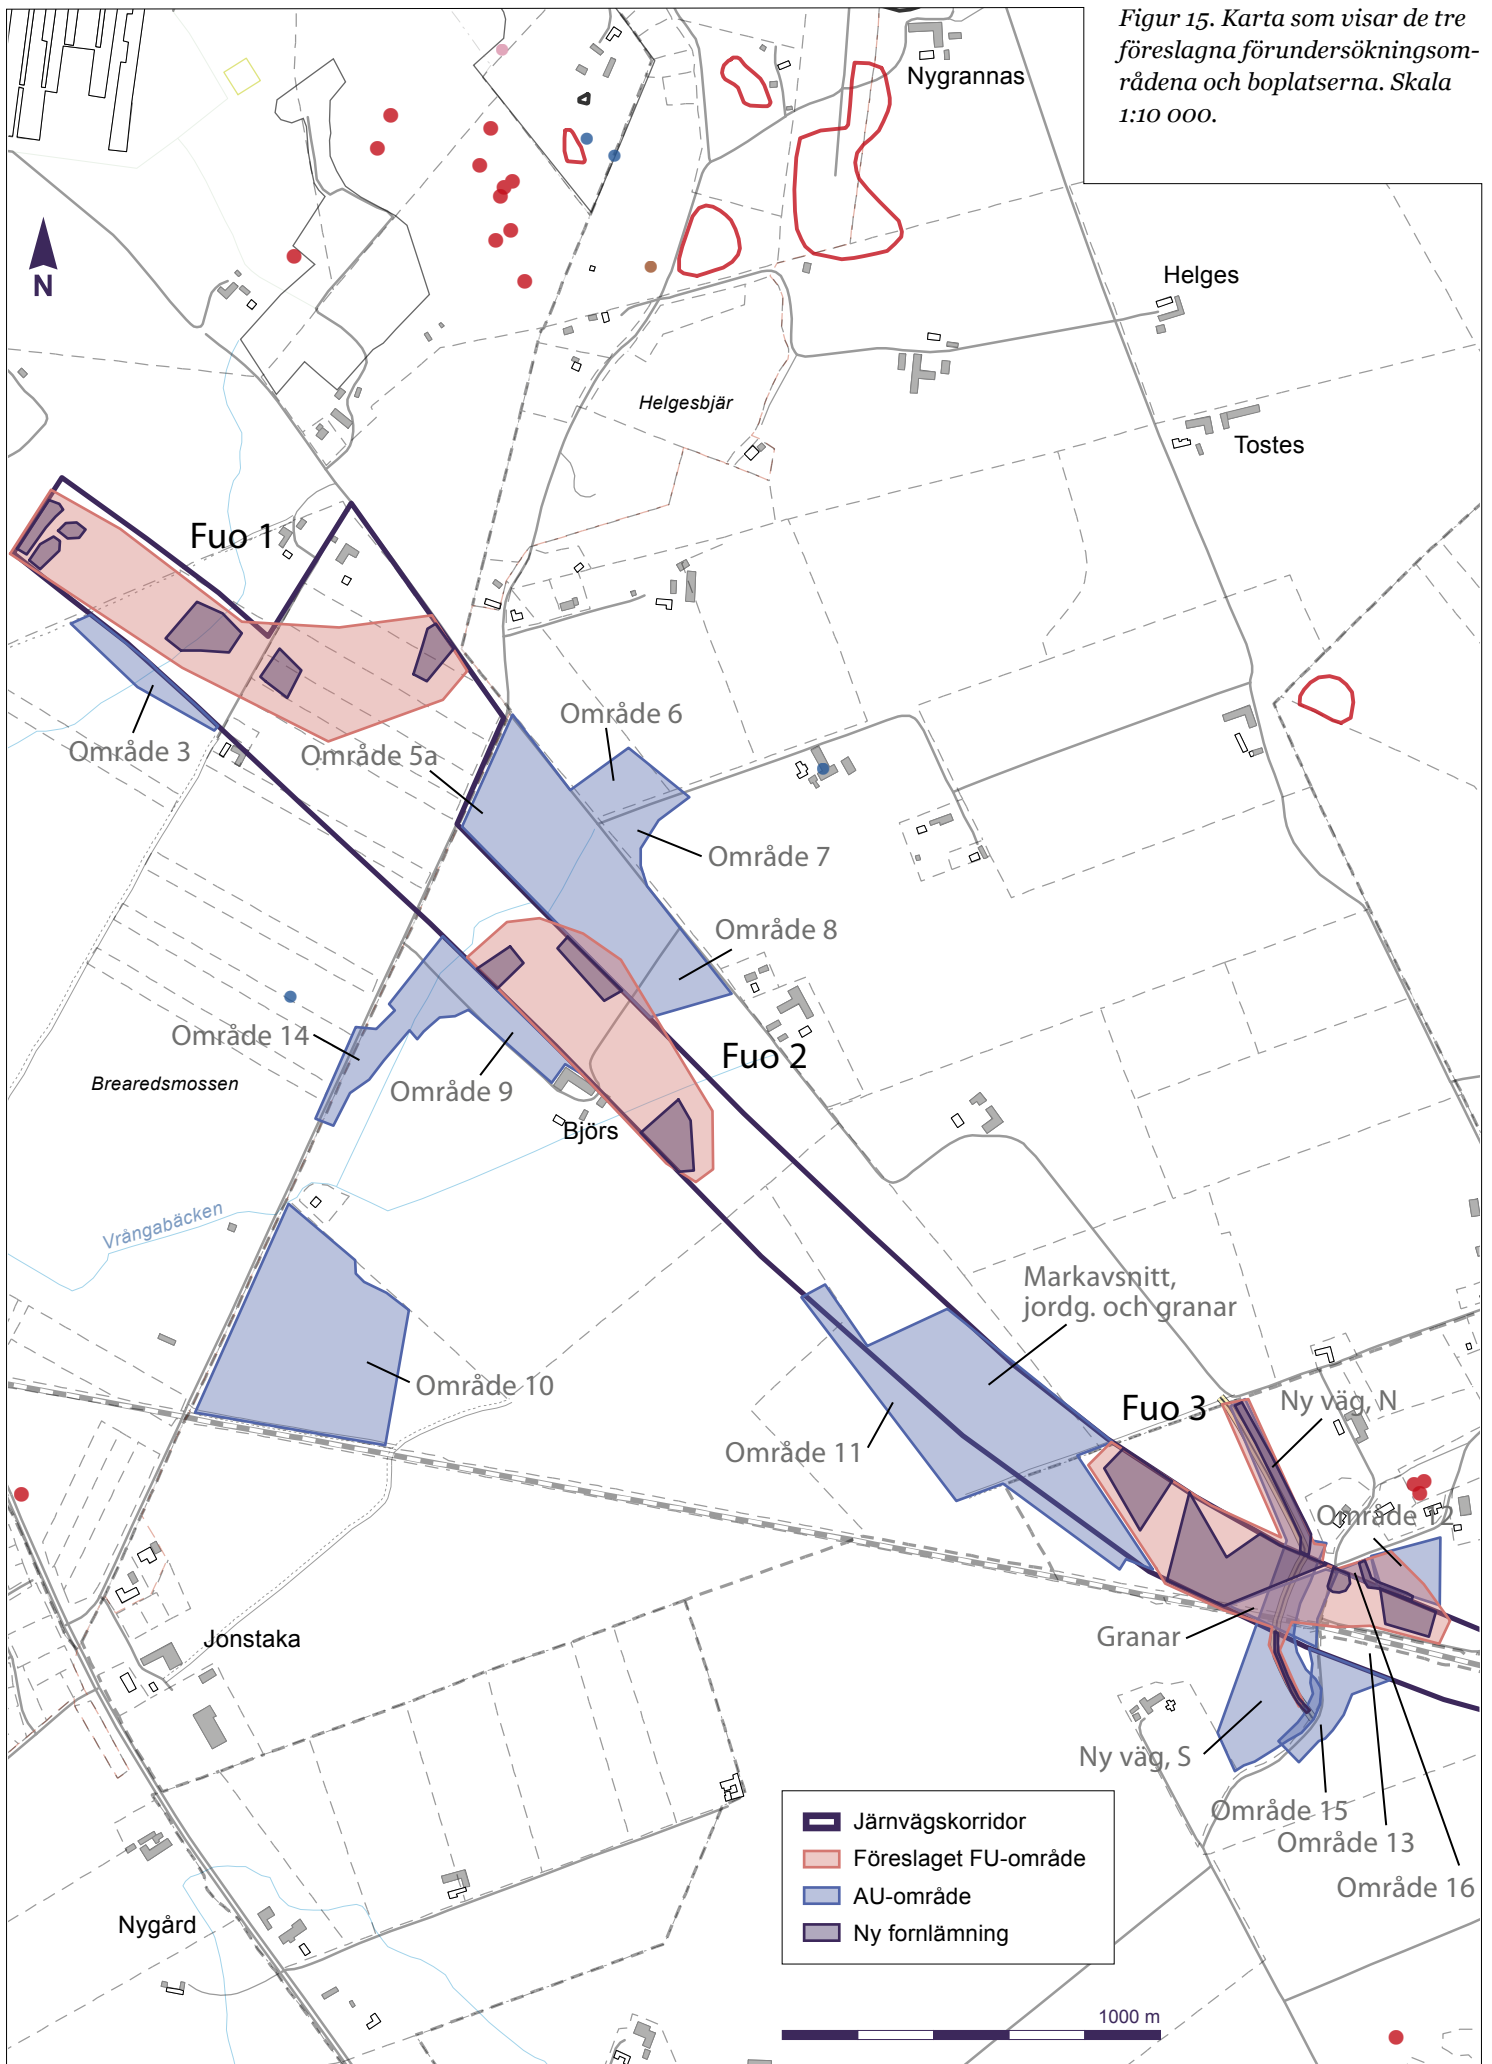 Figur 15. Karta som visar de tre
föreslagna förundersökningsom-
rådena och boplatserna. Skala
1:10 000.
Nygrannas
N
Helges
Helgesbjär
Tostes
Fuo 1
Område 6
Område 3
Område 5a
Område 7
Område 8
Område 14
Fuo 2
Brearedsmossen
Område 9
Björs
Vrångabäcken
Markavsnitt,
jordg. och granar
Område 10
Fuo 3
Ny väg, N
Område 11
Område 12
Jonstaka
Granar
Ny väg, S
Område 15
Område 13
Område 16
Järnvägskorridor
Föreslaget FU-område
AU-område
Ny fornlämning
Nygård
1000 m